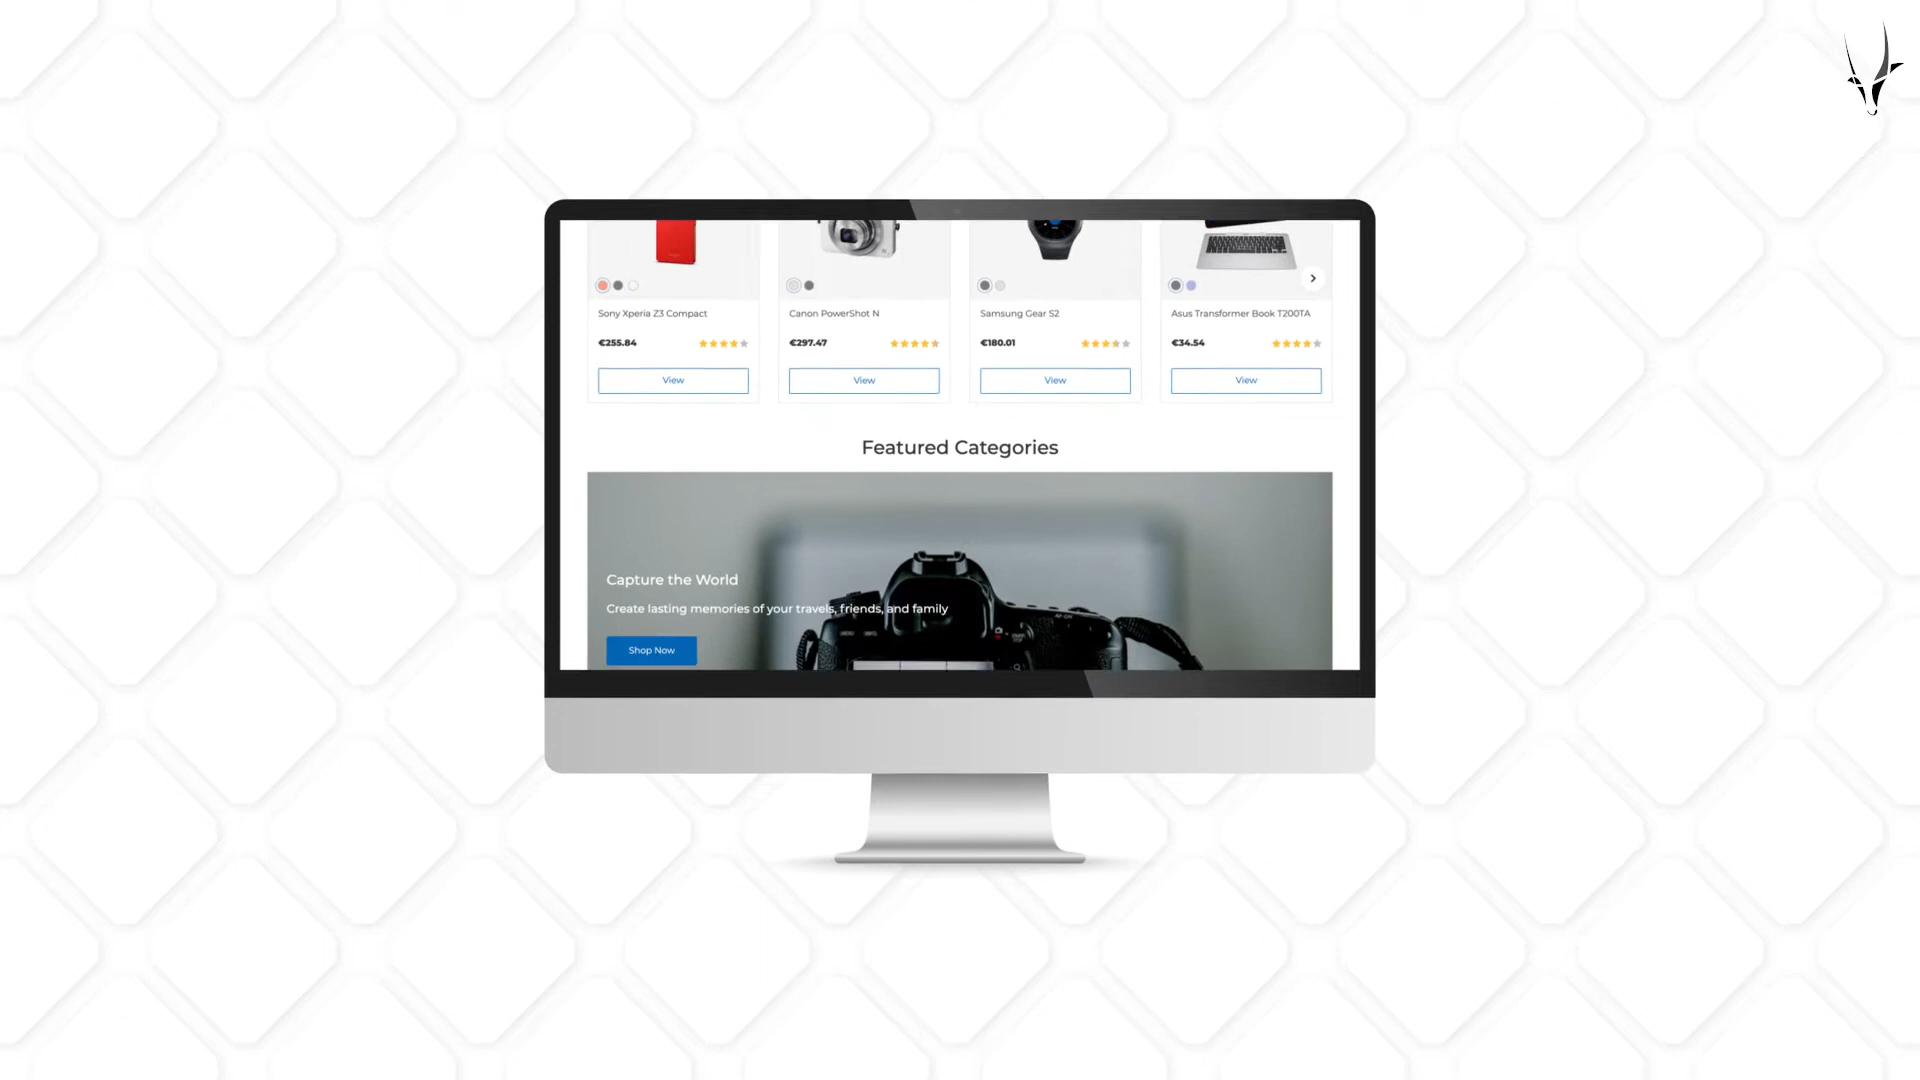 Sony Xperia Z3 Compact
€255.84
View
Canon PowerShot N
€297.47
View
Samsung Gear S2
€180.01
View
Asus Transformer Book T200TA
€34.54
View
Featured Categories
Capture the World
Create lasting memories of your travels, friends, and family
Shop Now